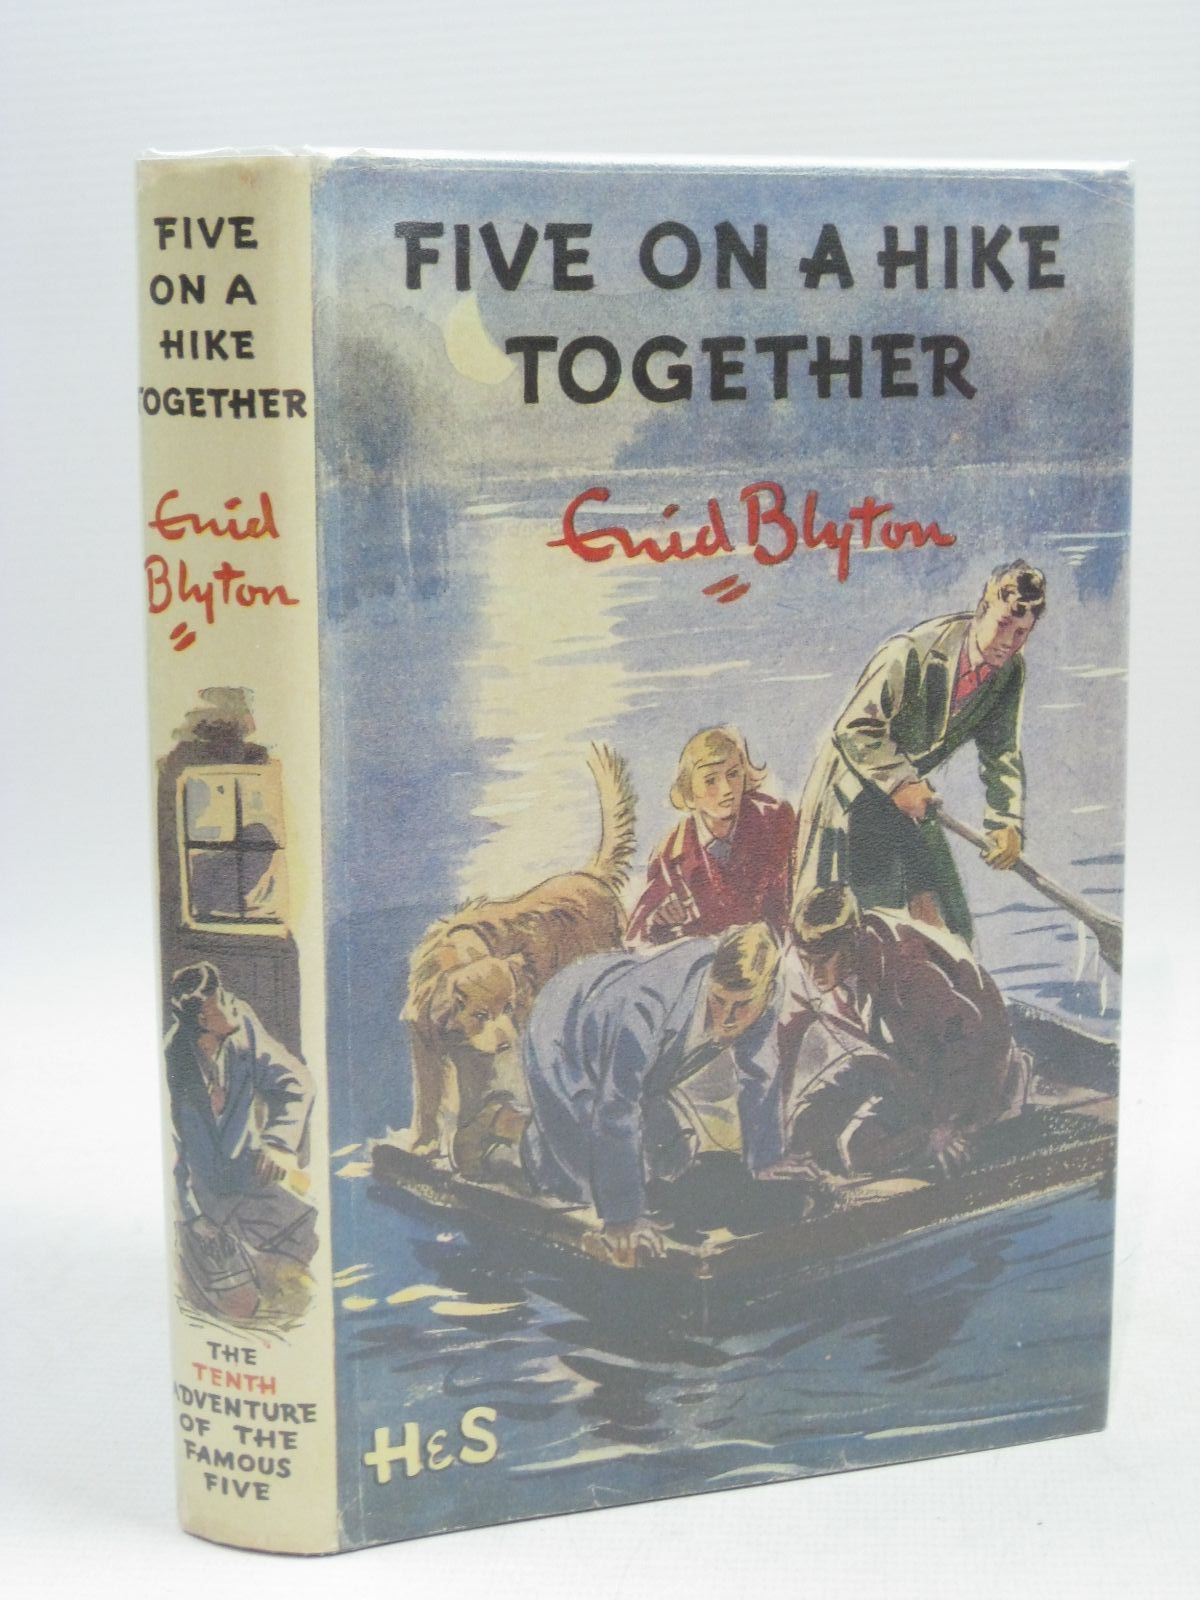 FIVE
ON A
HIKE
TOGETHER
Enid
Blyton
THE
TENTH
ADVENTURE
OF THE
FAMOUS
FIVE
FIVE ON A HIKE
TOGETHER
Enid Blyton
H&S